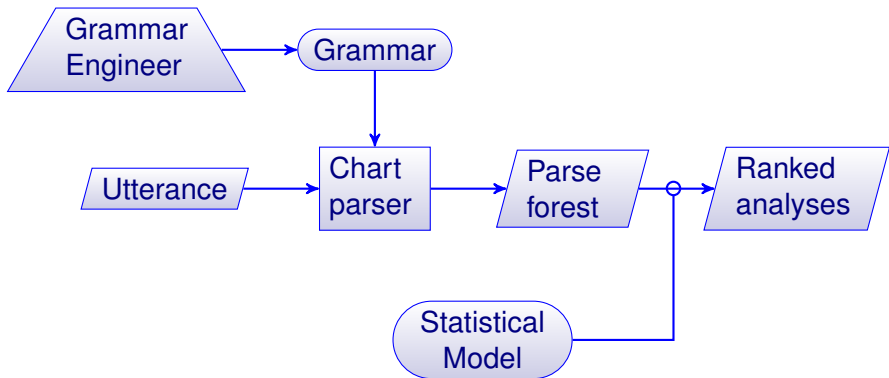 Grammar
Engineer
Grammar
Utterance
Chart
parser
Parse
forest
Ranked
analyses
Statistical
Model